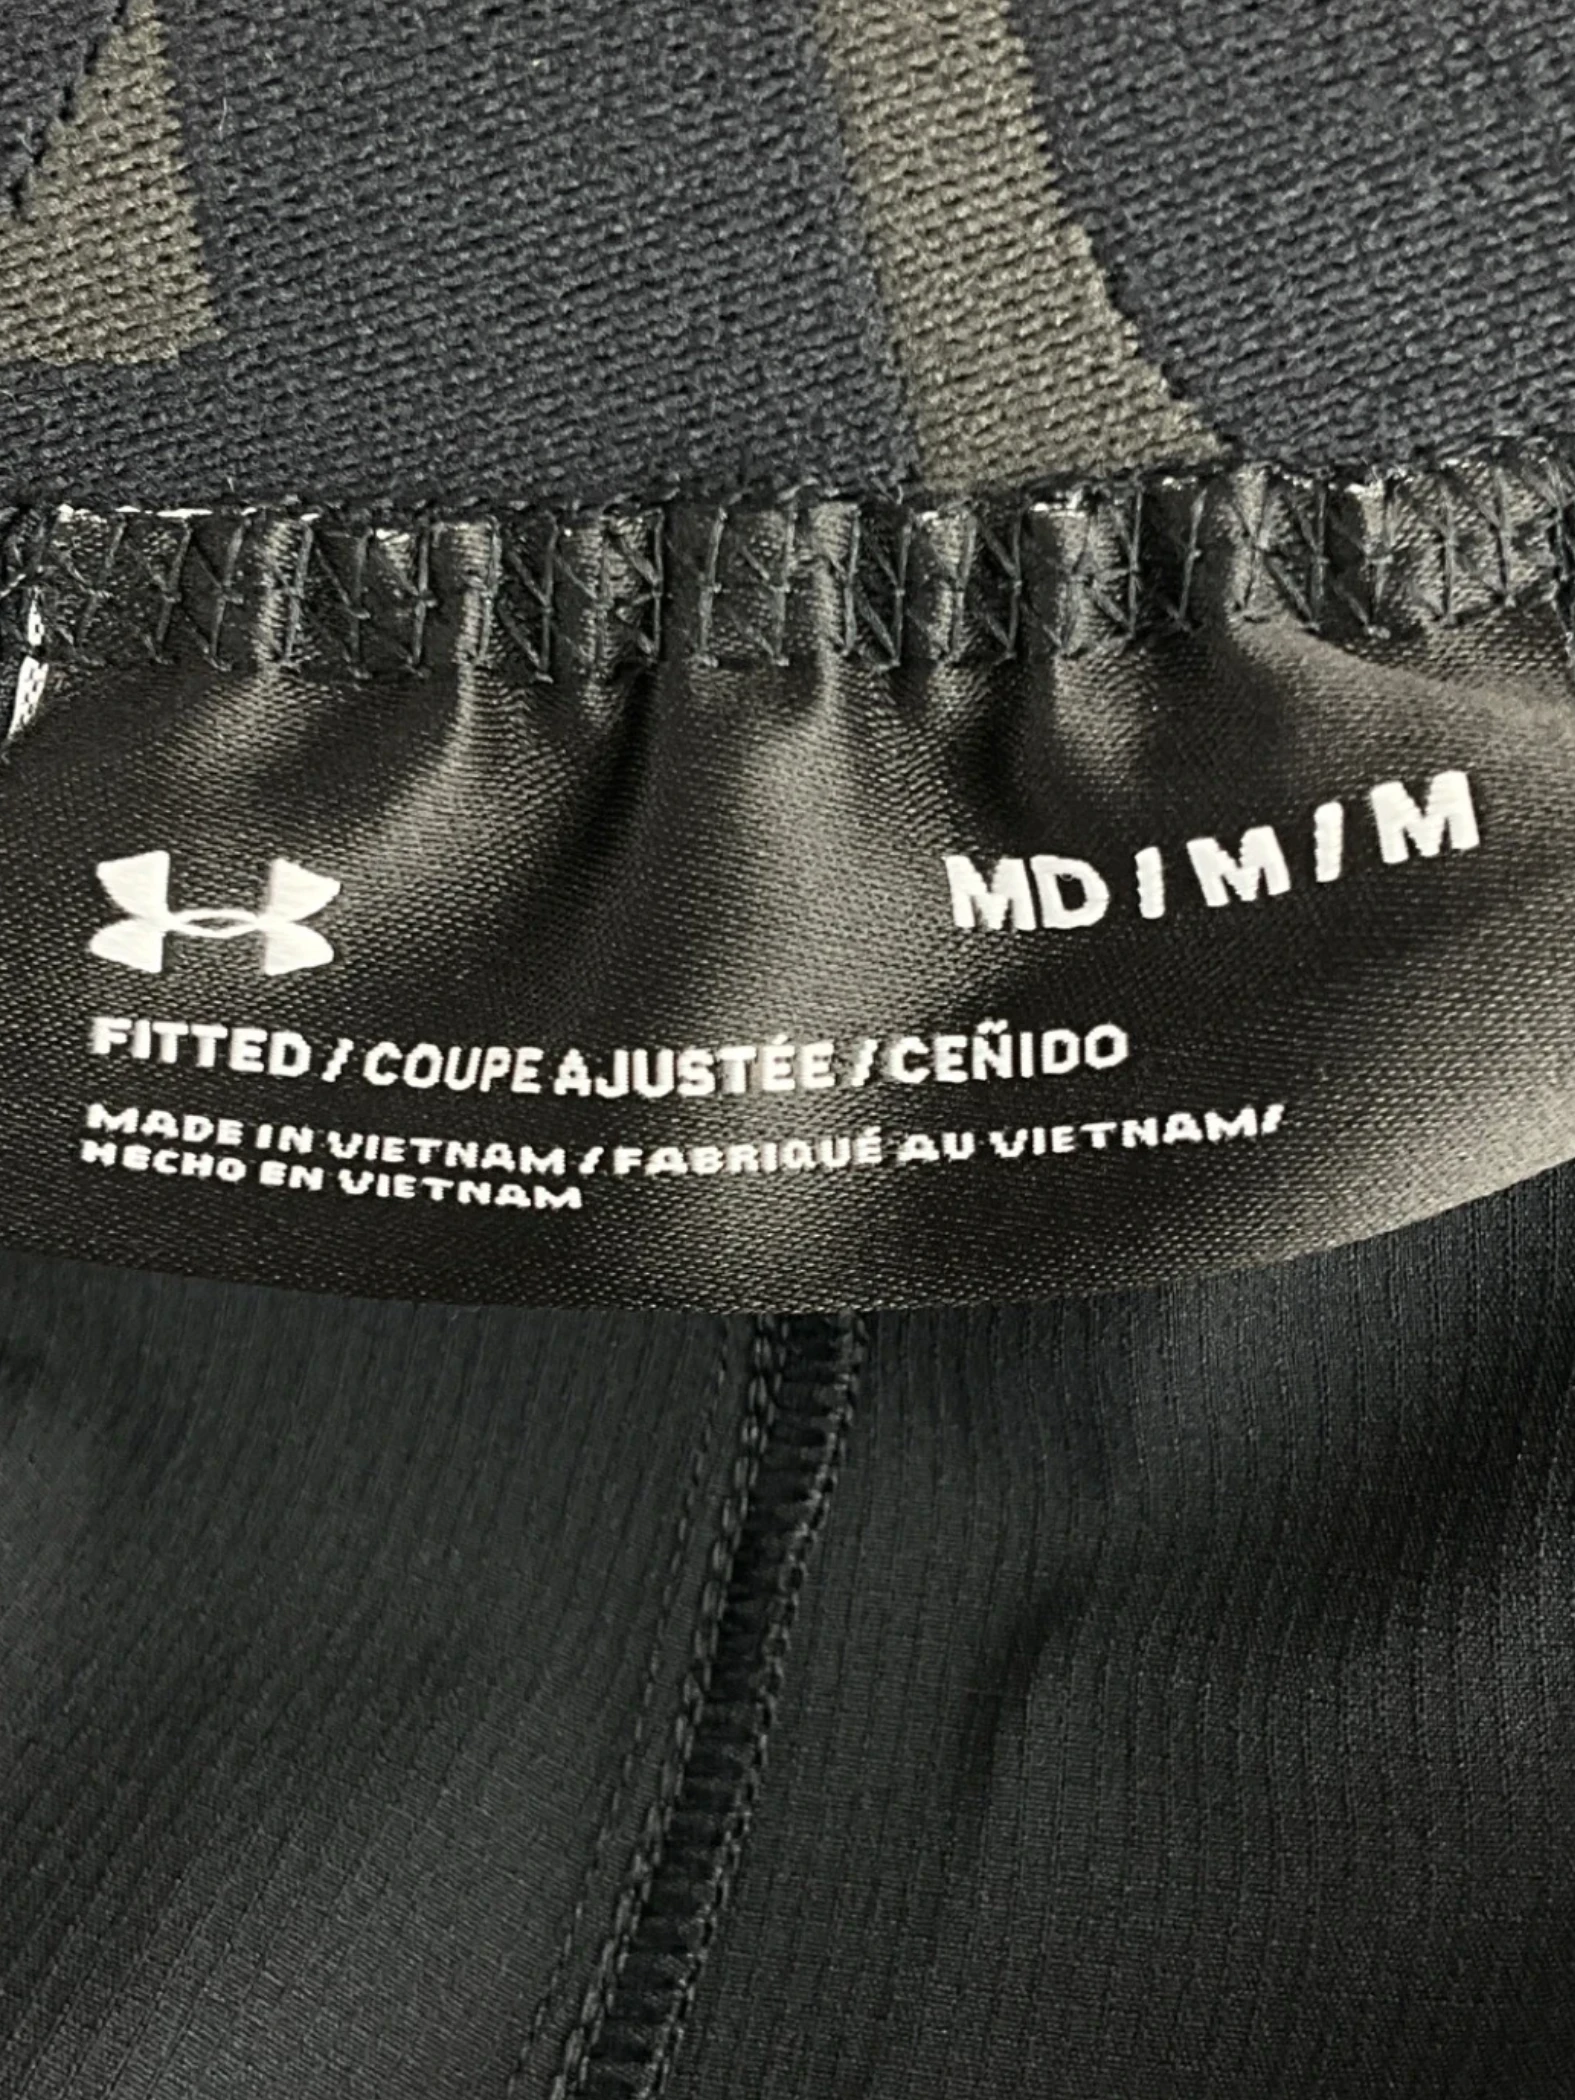 MD / M / M
FITTED / COUPE AJUSTÉE / CEÑIDO
MADE IN VIETNAM / FABRIQUÉ AU VIETNAM/
HECHO EN VIETNAM